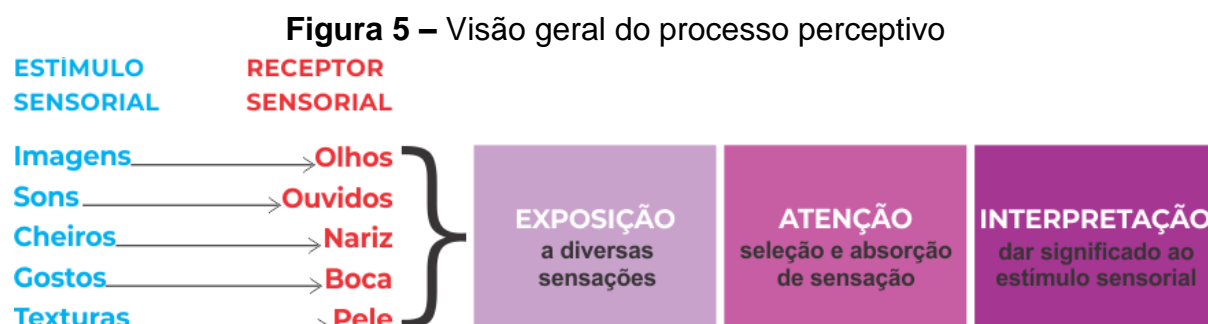 Figura 5 – Visão geral do processo perceptivo
ESTÍMULO RECEPTOR
SENSORIAL SENSORIAL
Imagens Olhos
Sons Ouvidos
Cheiros Nariz
Gostos Boca
Texturas Pele
EXPOSIÇÃO
a diversas
sensações
ATENÇÃO
seleção e absorção
de sensação
INTERPRETAÇÃO
dar significado ao
estímulo sensorial